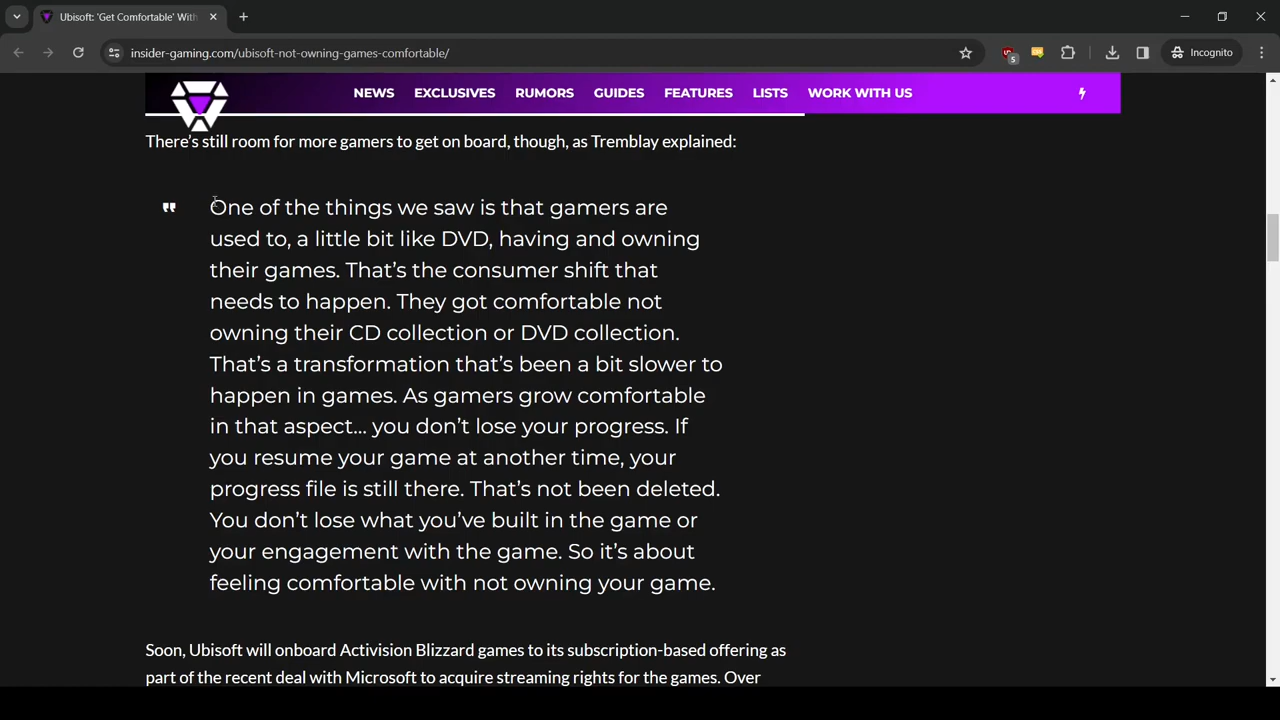 Ubisoft: 'Get Comfortable' With
insider-gaming.com/ubisoft-not-owning-games-comfortable/
5
Incognito
NEWS EXCLUSIVES RUMORS GUIDES FEATURES LISTS WORK WITH US
There's still room for more gamers to get on board, though, as Tremblay explained:
" One of the things we saw is that gamers are
used to, a little bit like DVD, having and owning
their games. That's the consumer shift that
needs to happen. They got comfortable not
owning their CD collection or DVD collection.
That's a transformation that's been a bit slower to
happen in games. As gamers grow comfortable
in that aspect… you don't lose your progress. If
you resume your game at another time, your
progress file is still there. That's not been deleted.
You don't lose what you've built in the game or
your engagement with the game. So it's about
feeling comfortable with not owning your game.
Soon, Ubisoft will onboard Activision Blizzard games to its subscription-based offering as
part of the recent deal with Microsoft to acquire streaming rights for the games. Over